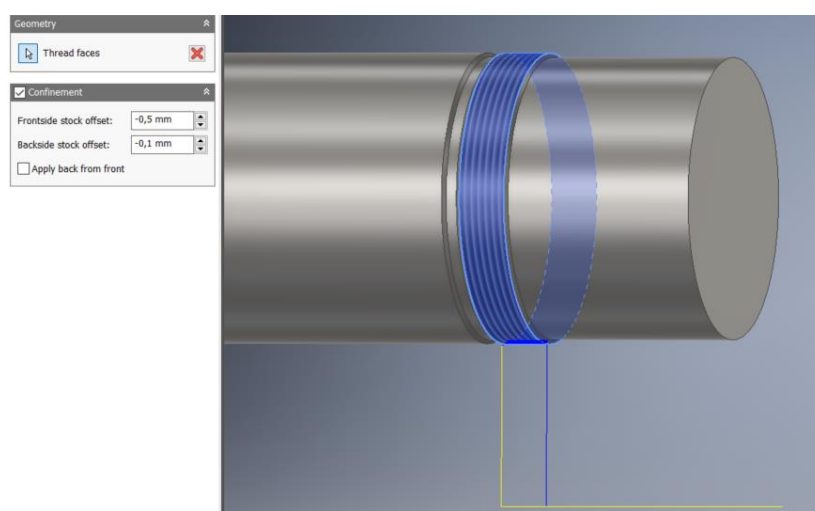 Geometry
Thread faces
Confinement
Frontside stock offset: -0,5 mm
Backside stock offset: -0,1 mm
Apply back from front